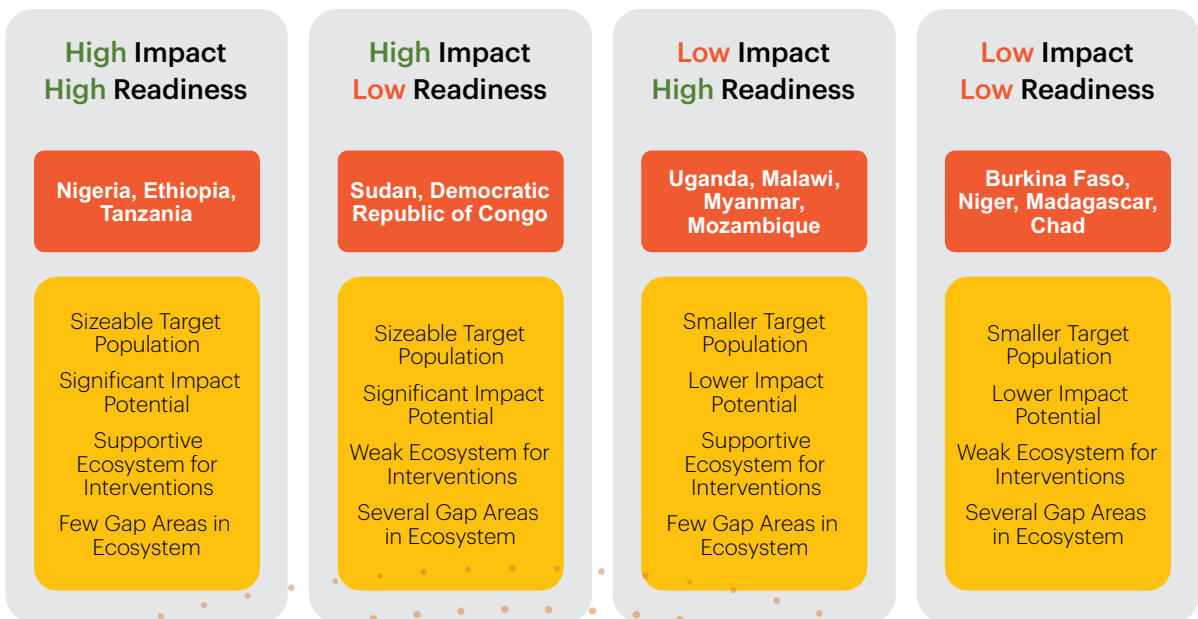 High Impact
High Readiness
Nigeria, Ethiopia,
Tanzania
Sizeable Target
Population
Significant Impact
Potential
Supportive
Ecosystem for
Interventions
Few Gap Areas in
Ecosystem
High Impact
Low Readiness
Sudan, Democratic
Republic of Congo
Sizeable Target
Population
Significant Impact
Potential
Weak Ecosystem for
Interventions
Several Gap Areas
in Ecosystem
Low Impact
High Readiness
Uganda, Malawi,
Myanmar,
Mozambique
Smaller Target
Population
Lower Impact
Potential
Supportive
Ecosystem for
Interventions
Few Gap Areas in
Ecosystem
Low Impact
Low Readiness
Burkina Faso,
Niger, Madagascar,
Chad
Smaller Target
Population
Lower Impact
Potential
Weak Ecosystem for
Interventions
Several Gap Areas
in Ecosystem